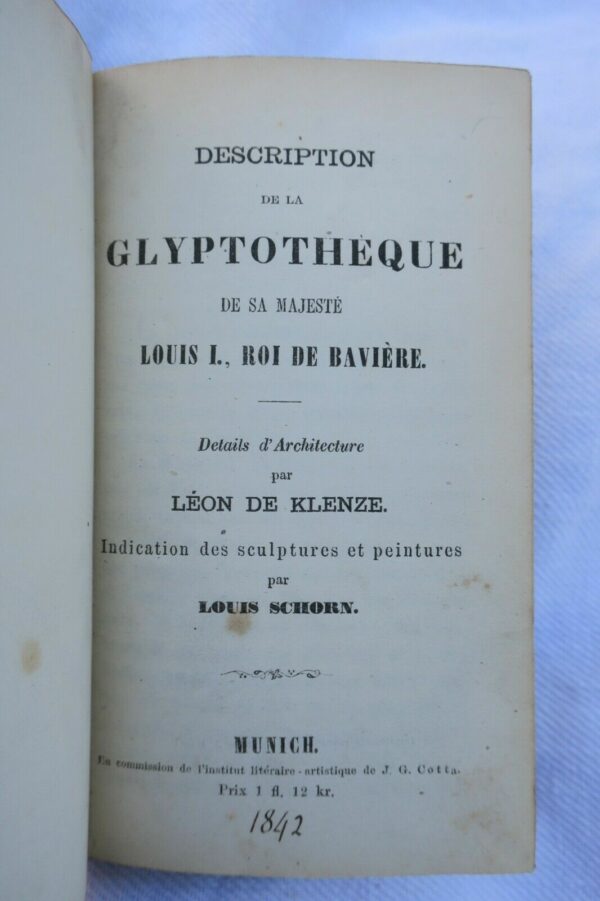 DESCRIPTION
DE LA
GLYPTOTHÈQUE
DE SA MAJESTÉ
LOUIS I., ROI DE BAVIÈRE.
Details d'Architecture
par
LÉON DE KLENZE.
Indication des sculptures et peintures
par
LOUIS SCHORN.
MUNICH.
En commission de l'institut litéraire-artistique de J. G. Cotta.
Prix 1 fl. 12 kr.
1842